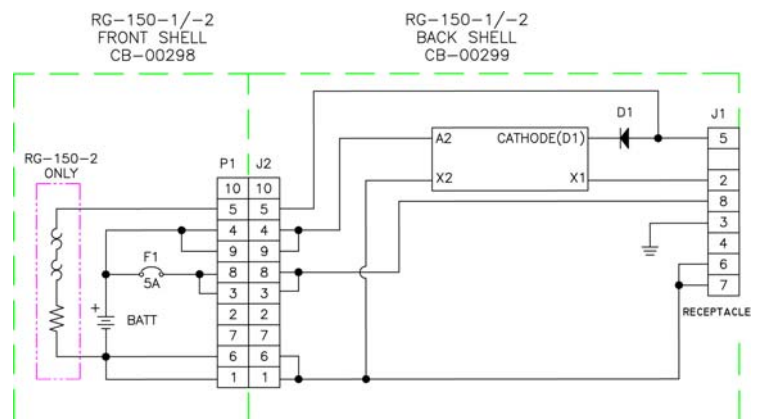 RG-150-1/-2
FRONT SHELL
CB-00298
RG-150-1/-2
BACK SHELL
CB-00299
RG-150-2
ONLY
P1 J2
10 10
5 5
4 4
9 9
8 8
3 3
2 2
7 7
6 6
1 1
F1
5A
+
BATT
A2 CATHODE(D1)
X2 X1
D1
J1
5
2
8
3
4
6
7
RECEPTACLE